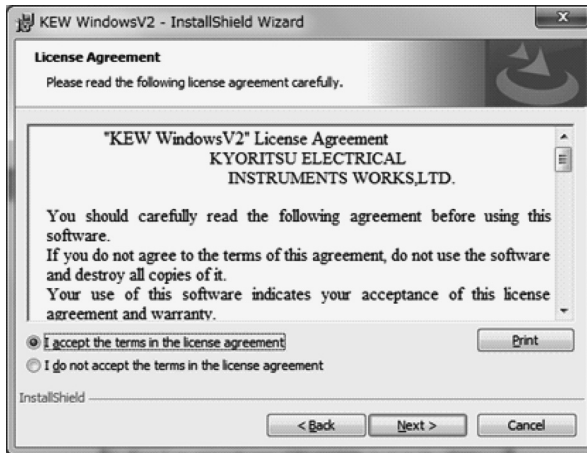 KEW WindowsV2 - InstallShield Wizard
x
License Agreement
Please read the following license agreement carefully.
"KEW WindowsV2" License Agreement
KYORITSU ELECTRICAL
INSTRUMENTS WORKS,LTD.
You should carefully read the following agreement before using this
software.
If you do not agree to the terms of this agreement, do not use the software
and destroy all copies of it.
Your use of this software indicates your acceptance of this license
agreement and warranty.
I accept the terms in the license agreement
Print
I do not accept the terms in the license agreement
InstallShield
< Back
Next >
Cancel